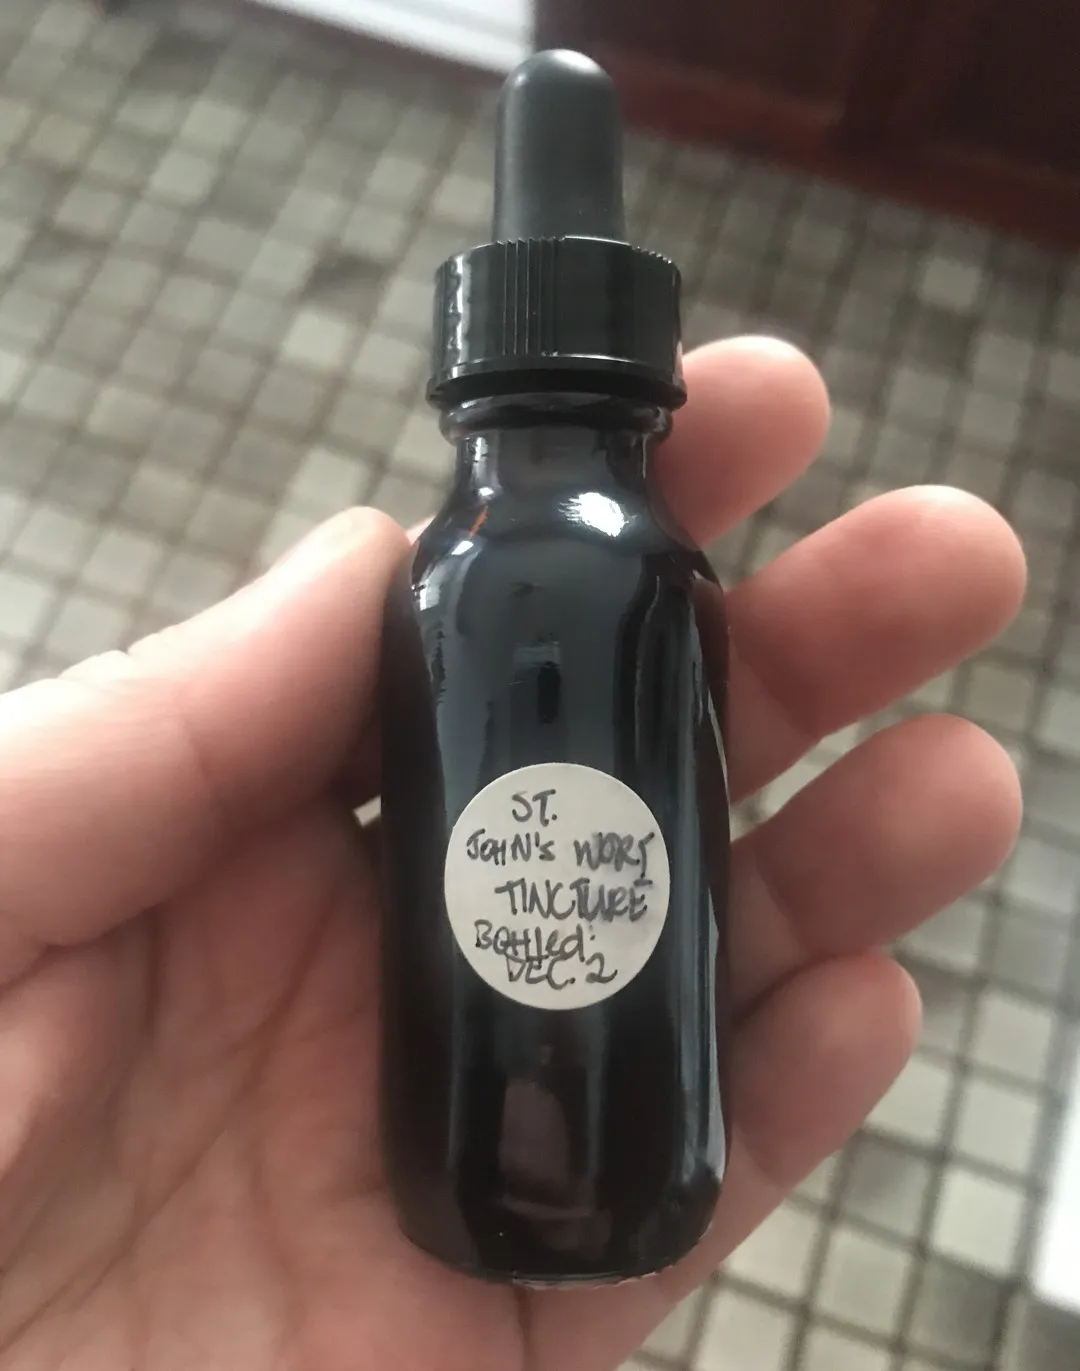 ST.
JOHN'S WORT
TINCTURE
Bottled:
DEC. 2